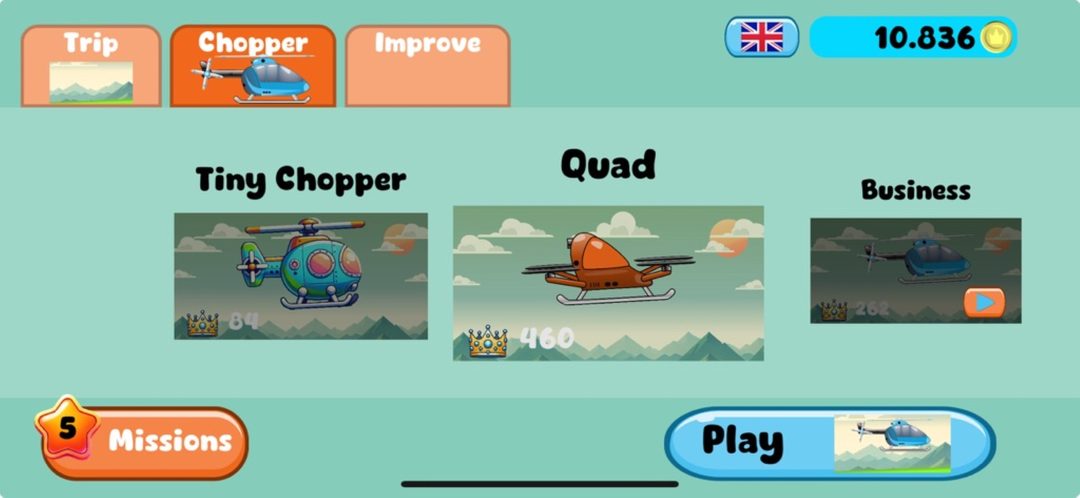 Trip
Chopper
Improve
10.836
Tiny Chopper
Quad
Business
84
460
262
5
Missions
Play